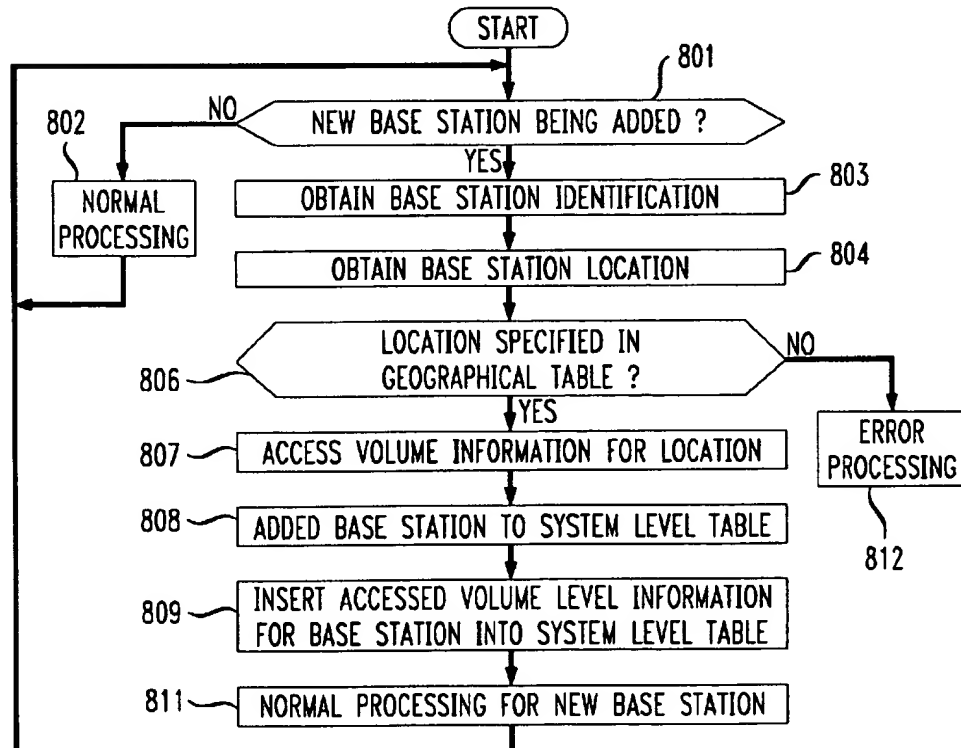 START
801
NEW BASE STATION BEING ADDED ?
NO
802
YES
NORMAL
PROCESSING
OBTAIN BASE STATION IDENTIFICATION
803
OBTAIN BASE STATION LOCATION
804
LOCATION SPECIFIED IN
GEOGRAPHICAL TABLE ?
NO
806
YES
ACCESS VOLUME INFORMATION FOR LOCATION
807
ERROR
PROCESSING
812
808
ADDED BASE STATION TO SYSTEM LEVEL TABLE
809
INSERT ACCESSED VOLUME LEVEL INFORMATION
FOR BASE STATION INTO SYSTEM LEVEL TABLE
811
NORMAL PROCESSING FOR NEW BASE STATION